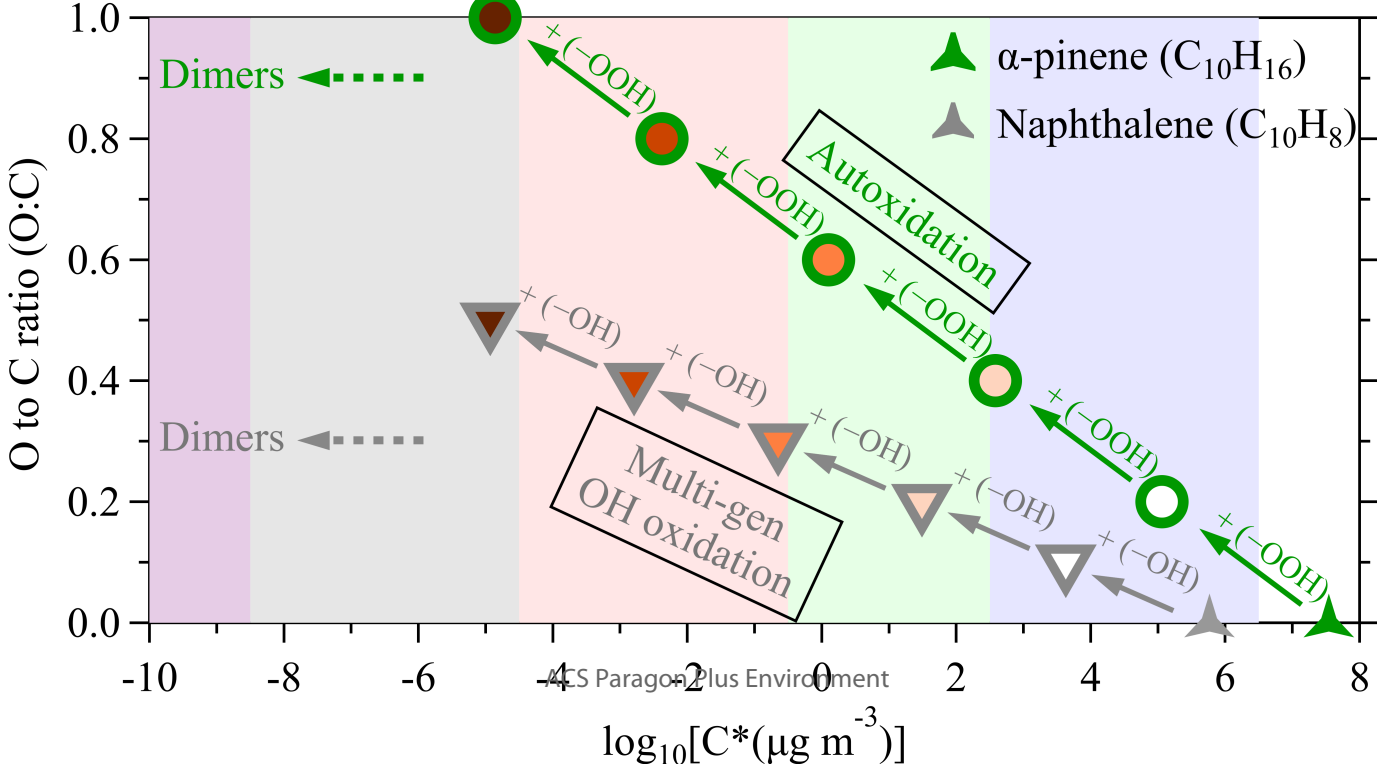 1.0
0.8
0.6
0.4
0.2
0.0
O to C ratio (O:C)
Dimers
Dimers
α-pinene (C₁₀H₁₆)
Naphthalene (C₁₀H₈)
Autoxidation
+ (–OOH)
+ (–OOH)
+ (–OOH)
+ (–OOH)
+ (–OOH)
+ (–OH)
+ (–OH)
+ (–OH)
+ (–OH)
+ (–OH)
Multi-gen
OH oxidation
-10 -8 -6 -4 -2 0 2 4 6 8
ACS Paragon Plus Environment
log₁₀[C*(μg m⁻³)]